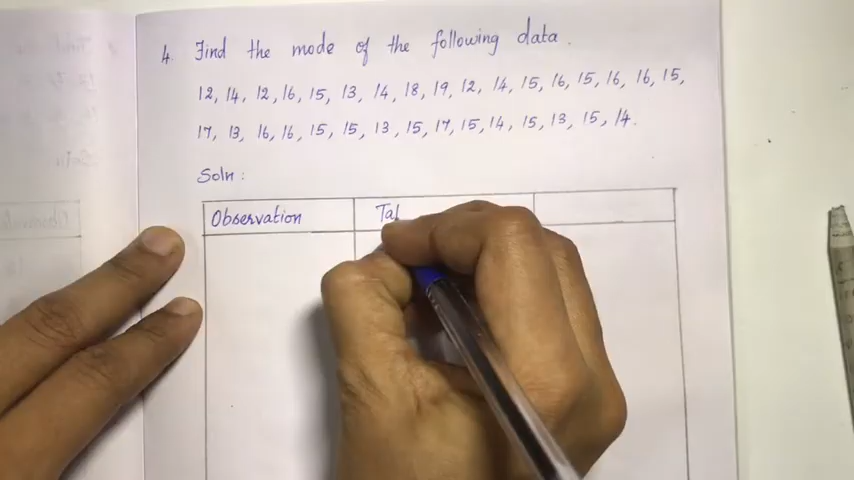 4. Find the mode of the following data.
12, 14, 12, 16, 15, 13, 14, 18, 19, 12, 14, 15, 16, 15, 16, 16, 15,
17, 13, 16, 16, 15, 15, 13, 15, 17, 15, 14, 15, 13, 15, 14.
Soln:
Observation Tal